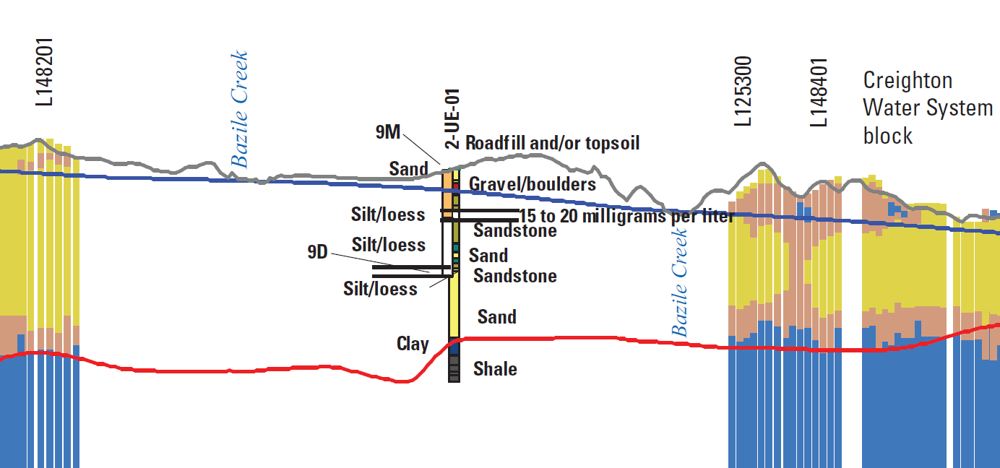 L148201
Bazile Creek
9M
2-UE-01
Roadfill and/or topsoil
Sand
Gravel/boulders
Silt/loess
15 to 20 milligrams per liter
Sandstone
Silt/loess
9D
Sand
Sandstone
Silt/loess
Sand
Clay
Shale
Bazile Creek
L125300
L148401
Creighton
Water System
block